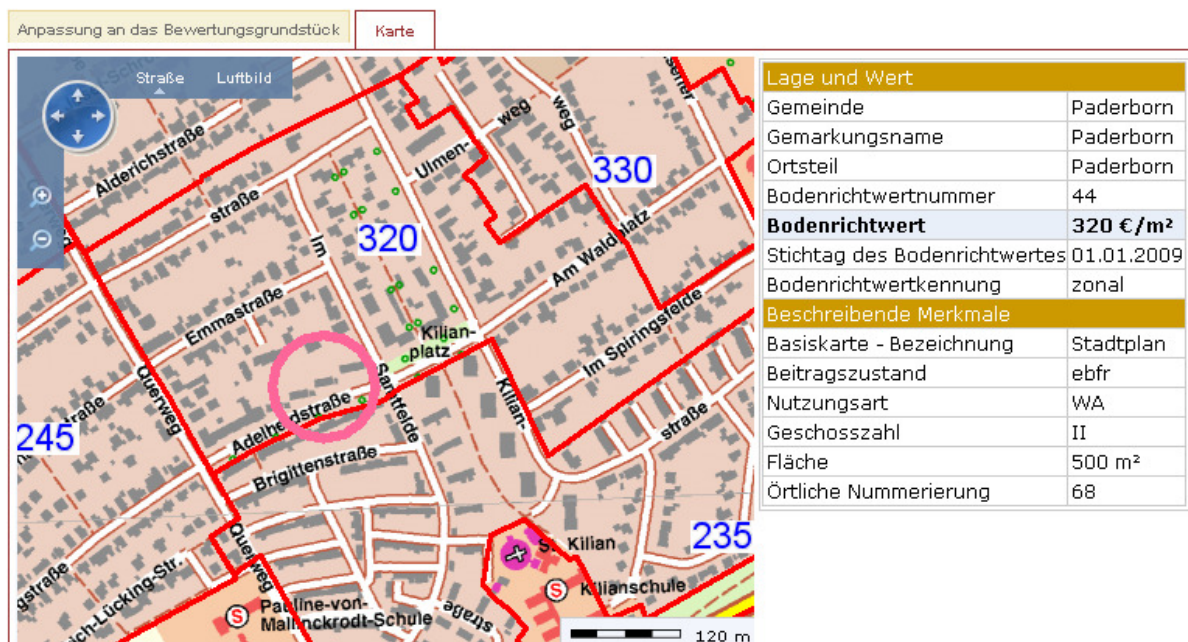 Anpassung an das Bewertungsgrundstück
Karte
Straße Luftbild
Alderichstraße
straße
Ulmen-
weg
weg
330
320
Im
Am Waldplatz
Emmastraße
Kilian-
platz
Im Spiringsfelde
Querweg
Santfelde
Kilian-
straße
Adelheidstraße
245
Brigittenstraße
235
Querweg
St. Kilian
Kilianschule
S
S
Pauline-von-
Mallinckrodt-Schule
straße
120 m
Lage und Wert
Gemeinde Paderborn
Gemarkungsname Paderborn
Ortsteil Paderborn
Bodenrichtwertnummer 44
Bodenrichtwert 320 €/m²
Stichtag des Bodenrichtwertes 01.01.2009
Bodenrichtwertkennung zonal
Beschreibende Merkmale
Basiskarte - Bezeichnung Stadtplan
Beitragszustand ebfr
Nutzungsart WA
Geschosszahl II
Fläche 500 m²
Örtliche Nummerierung 68